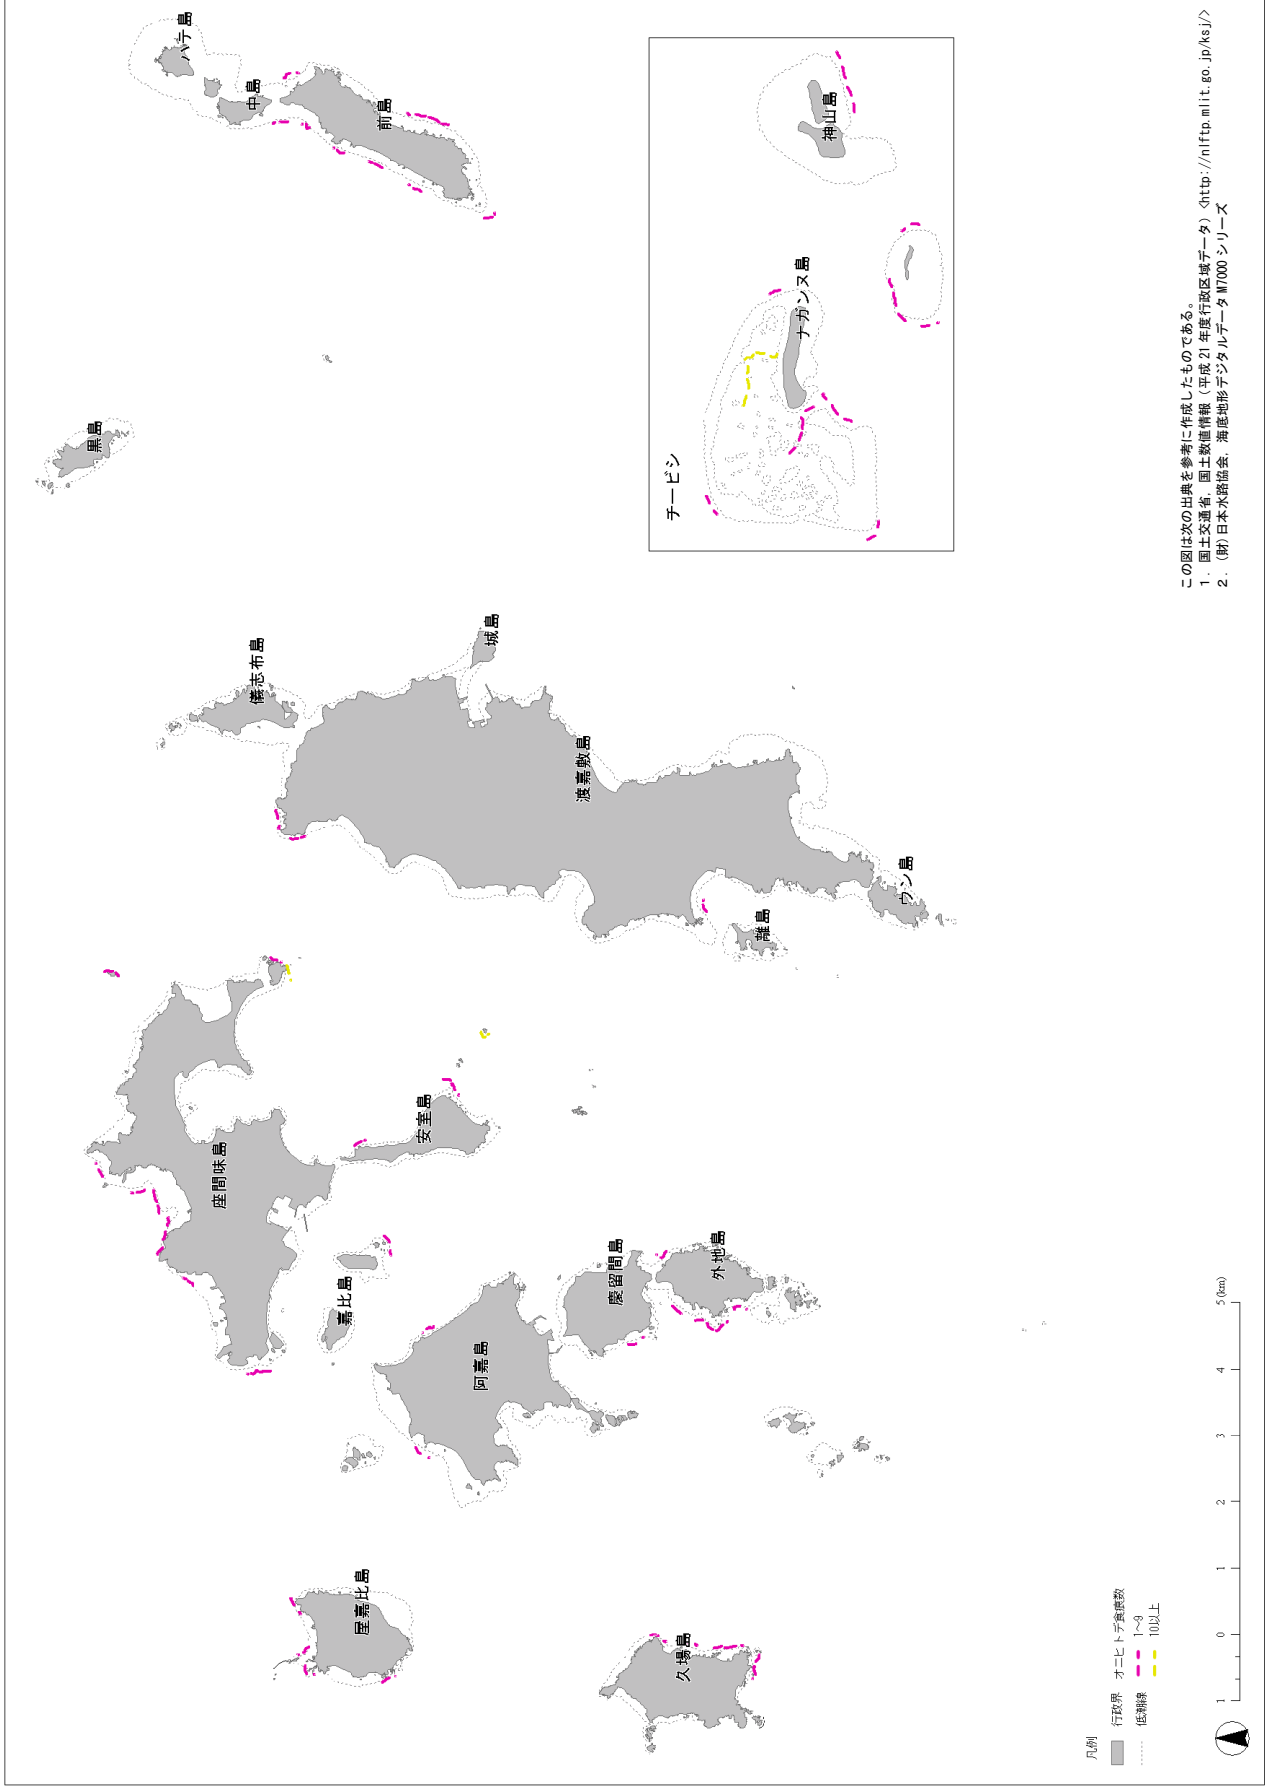 屋嘉比島
久場島
座間味島
嘉比島
安室島
阿嘉島
慶留間島
外地島
儀志布島
城島
渡嘉敷島
離島
ウン島
黒島
ハテ島
中島
前島
チービシ
ナガンヌ島
神山島
凡例
行政界
低潮線
オニヒトデ食痕数
1～9
10以上
1 0 1 2 3 4 5(km)
この図は次の出典を参考に作成したものである。
1. 国土交通省, 国土数値情報（平成21年度行政区域データ）<http://nlftp.mlit.go.jp/ksj/>
2. (財)日本水路協会, 海底地形デジタルデータ M7000 シリーズ